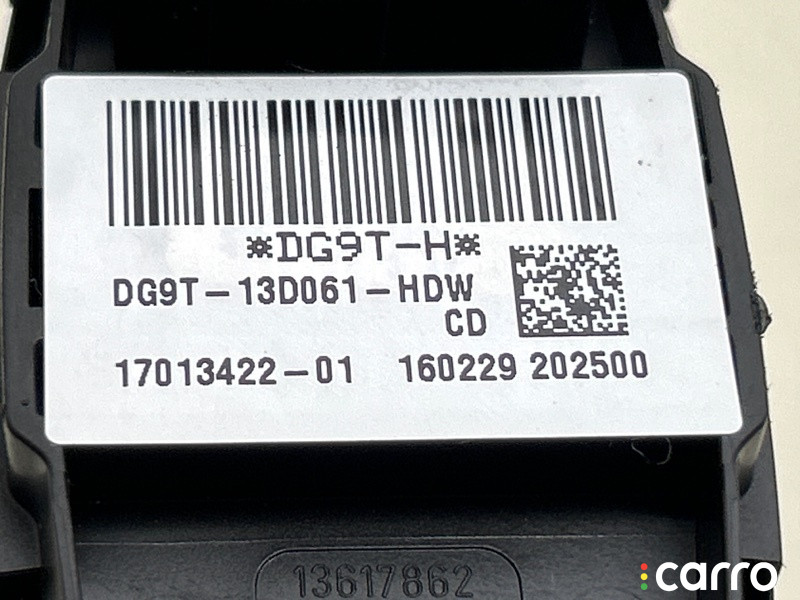 *DG9T-H*
DG9T-13D061-HDW
CD
17013422-01 160229 202500
13617862
carro